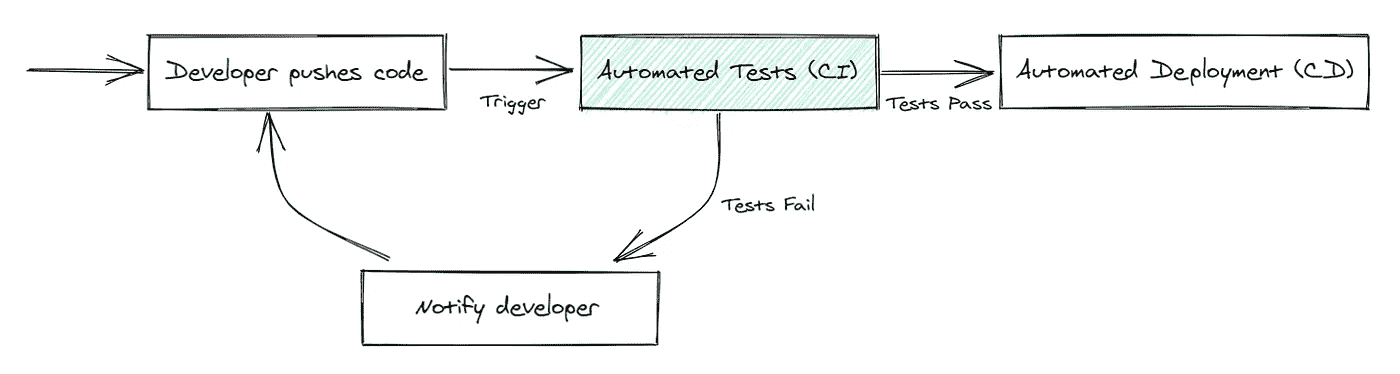 Developer pushes code
Trigger
Automated Tests (CI)
Tests Pass
Automated Deployment (CD)
Tests Fail
Notify developer